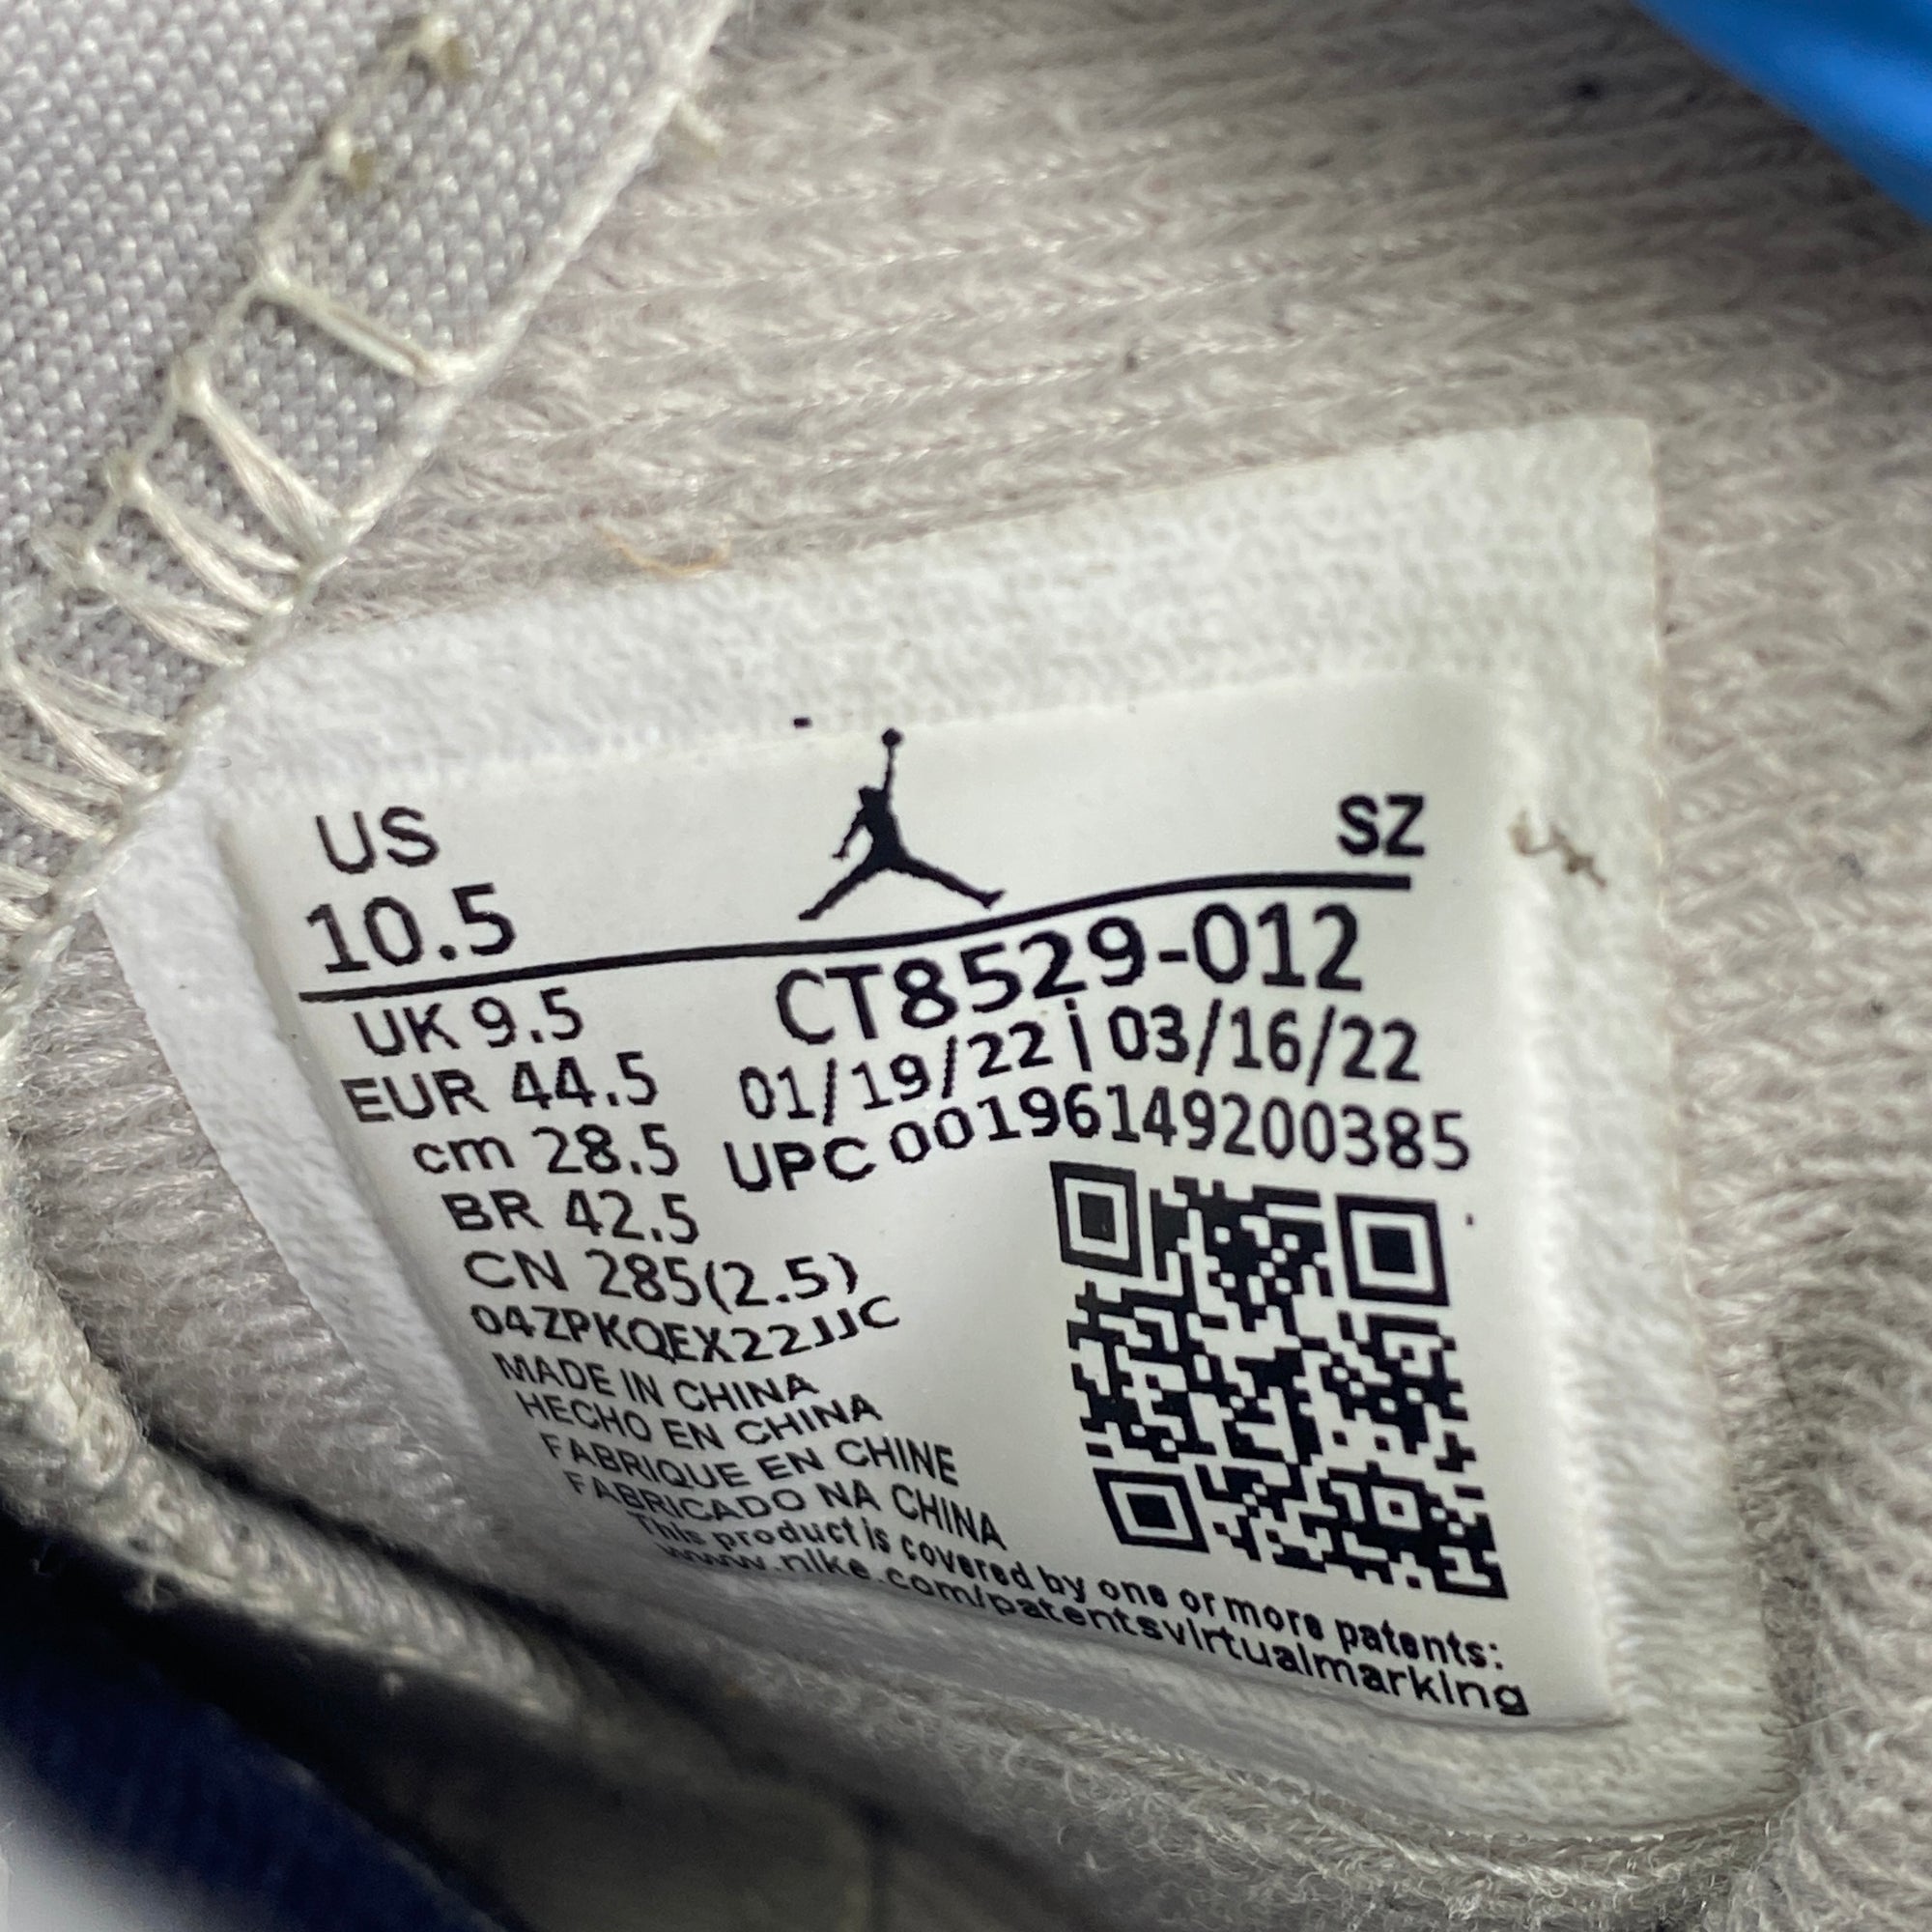 US
SZ
10.5
CT8529-012
UK 9.5
01/19/22 | 03/16/22
EUR 44.5
UPC 00196149200385
cm 28.5
BR 42.5
CN 285(2.5)
04ZPKQEX22JJC
MADE IN CHINA
HECHO EN CHINA
FABRIQUE EN CHINE
FABRICADO NA CHINA
This product is covered by one or more patents:
www.nike.com/patentsvirtualmarking